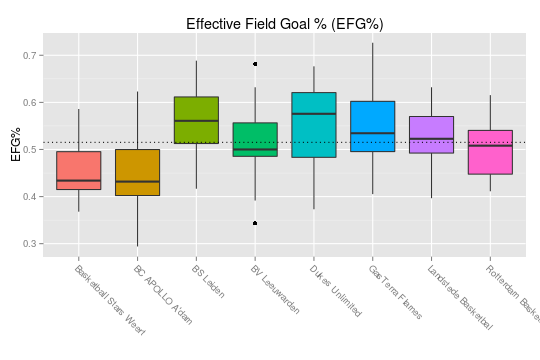 Effective Field Goal % (EFG%)
EFG%
0.7
0.6
0.5
0.4
0.3
Basketball Stars Weert
BC APOLLO A'dam
BS Leiden
BV Leeuwarden
Dukes Unlimited
GasTerra Flames
Landstede Basketbal
Rotterdam Baske